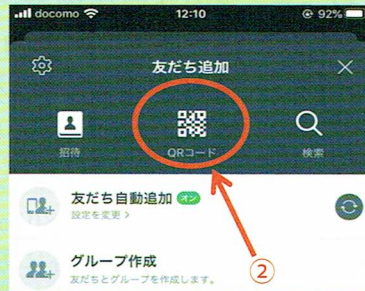 docomo 12:10 92%
友だち追加
招待 QRコード 検索
友だち自動追加 オン
設定を変更 >
グループ作成
友だちとグループを作成します。
②